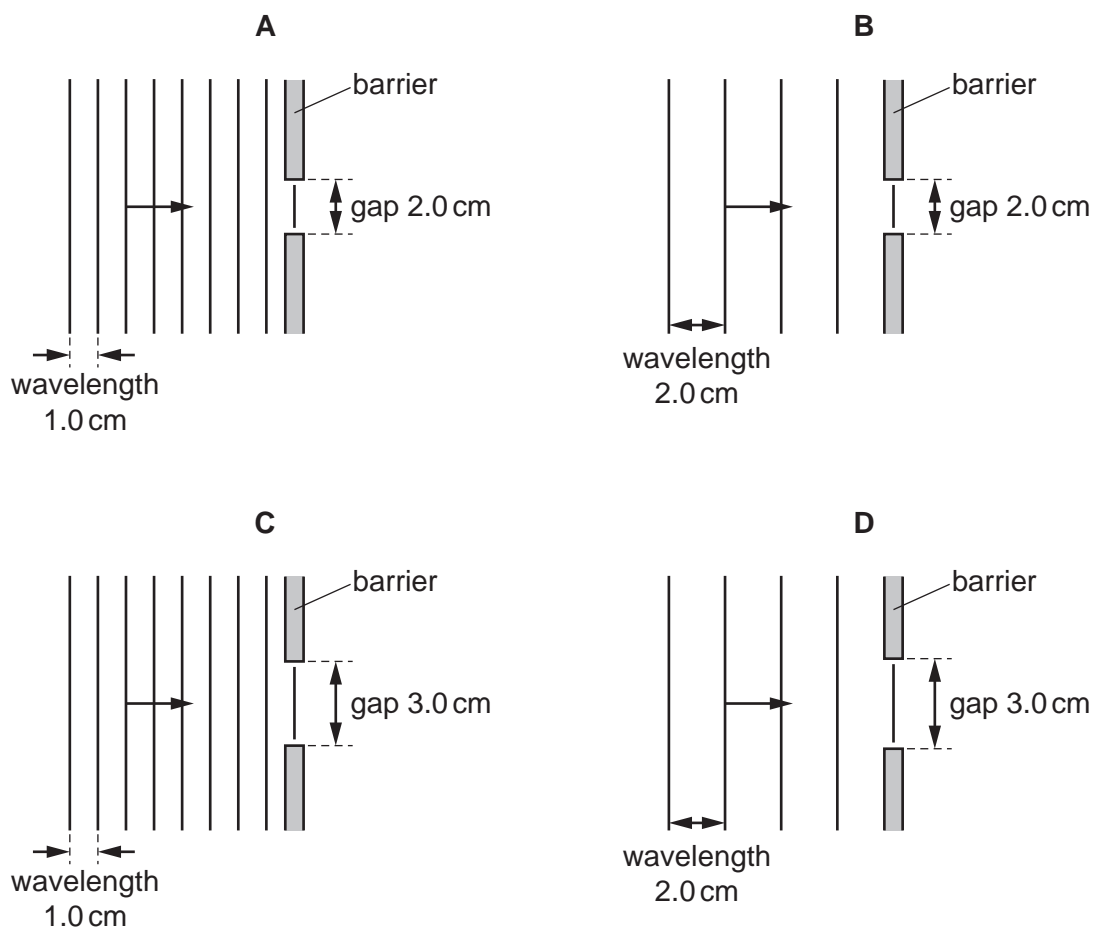 A
barrier
gap 2.0 cm
wavelength
1.0 cm
B
barrier
gap 2.0 cm
wavelength
2.0 cm
C
barrier
gap 3.0 cm
wavelength
1.0 cm
D
barrier
gap 3.0 cm
wavelength
2.0 cm